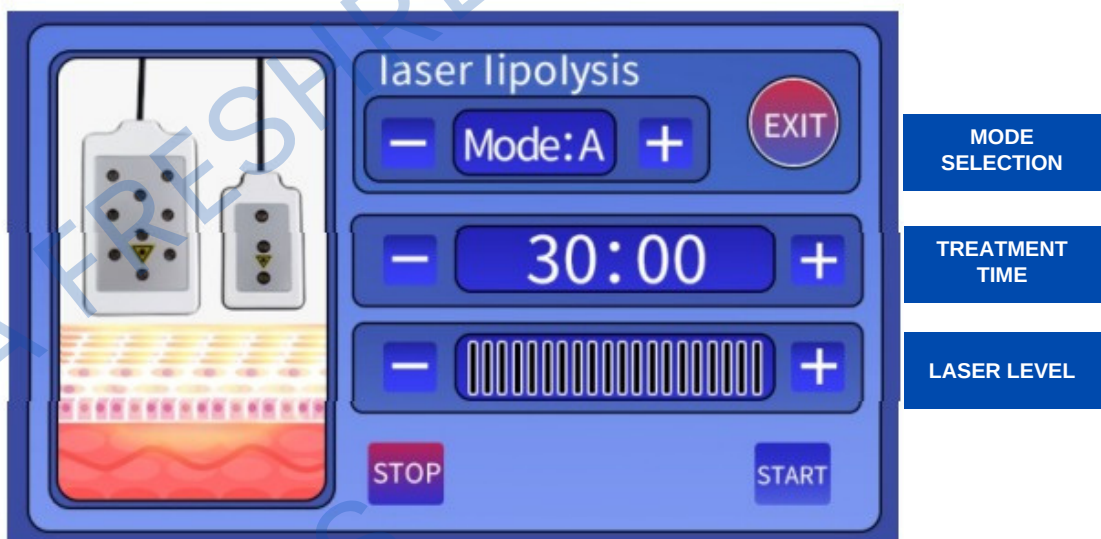 laser lipolysis
− Mode:A +
EXIT
MODE
SELECTION
− 30:00 +
TREATMENT
TIME
− +
LASER LEVEL
STOP
START